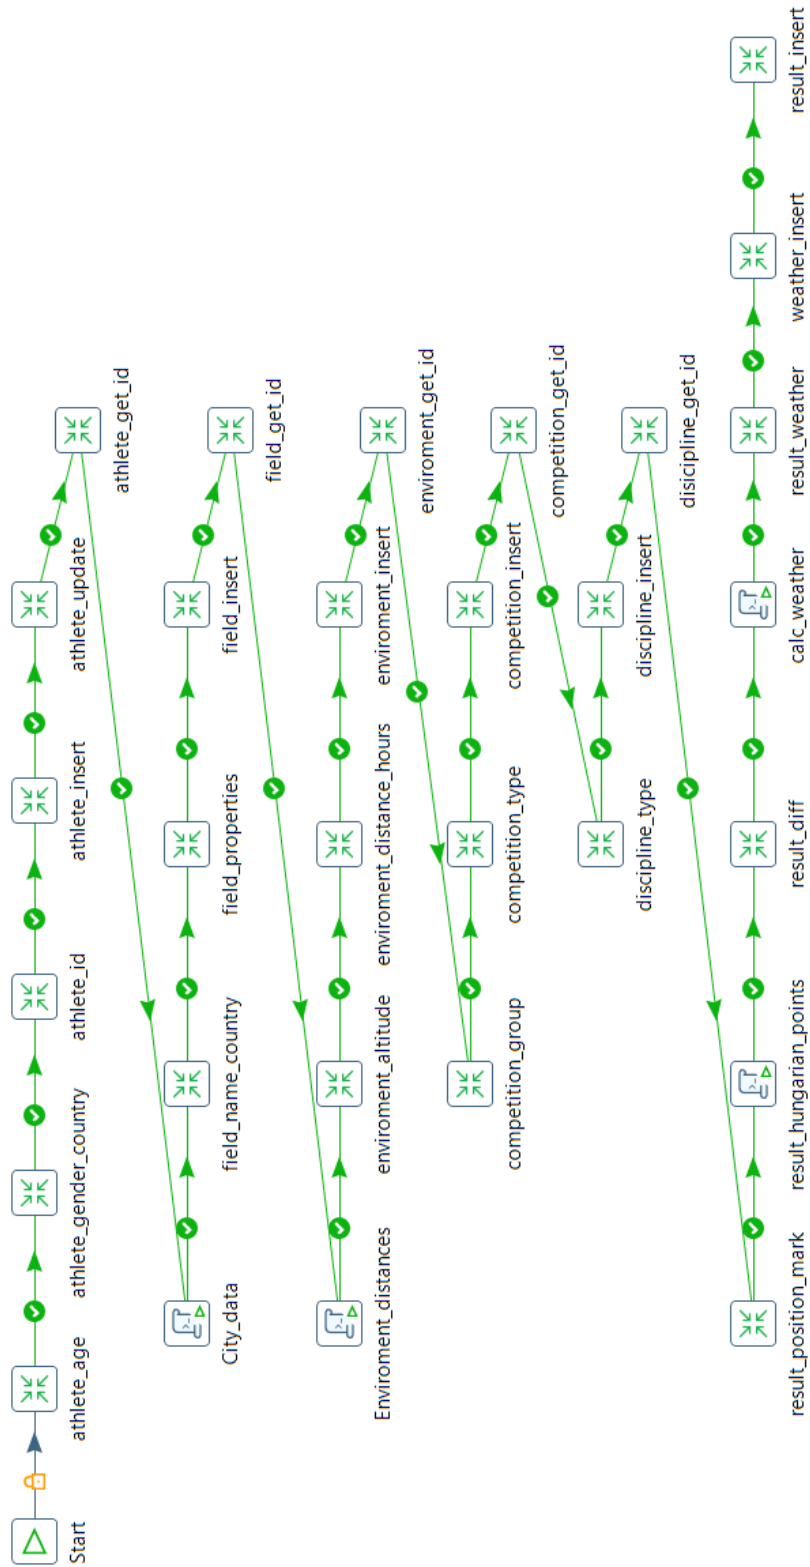 Start
athlete_age
athlete_gender_country
athlete_id
athlete_insert
athlete_update
athlete_get_id
City_data
field_name_country
field_properties
field_insert
field_get_id
Enviroment_distances
enviroment_altitude
enviroment_distance_hours
enviroment_insert
enviroment_get_id
competition_group
competition_type
competition_insert
competition_get_id
discipline_type
discipline_insert
disicipline_get_id
result_position_mark
result_hungarian_points
result_diff
calc_weather
result_weather
weather_insert
result_insert